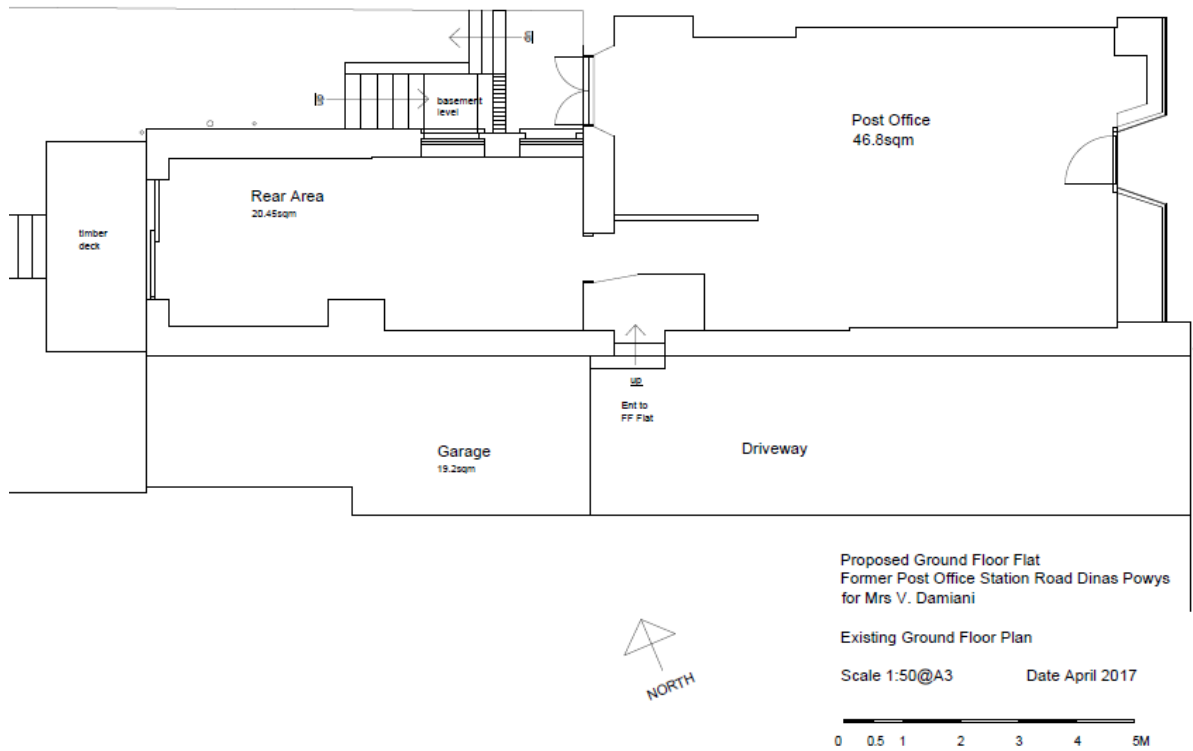 dn
up
basement
level
Post Office
46.8sqm
Rear Area
20.45sqm
timber
deck
up
Ent to
FF Flat
Garage
19.2sqm
Driveway
Proposed Ground Floor Flat
Former Post Office Station Road Dinas Powys
for Mrs V. Damiani
Existing Ground Floor Plan
Scale 1:50@A3 Date April 2017
NORTH
0 0.5 1 2 3 4 5M